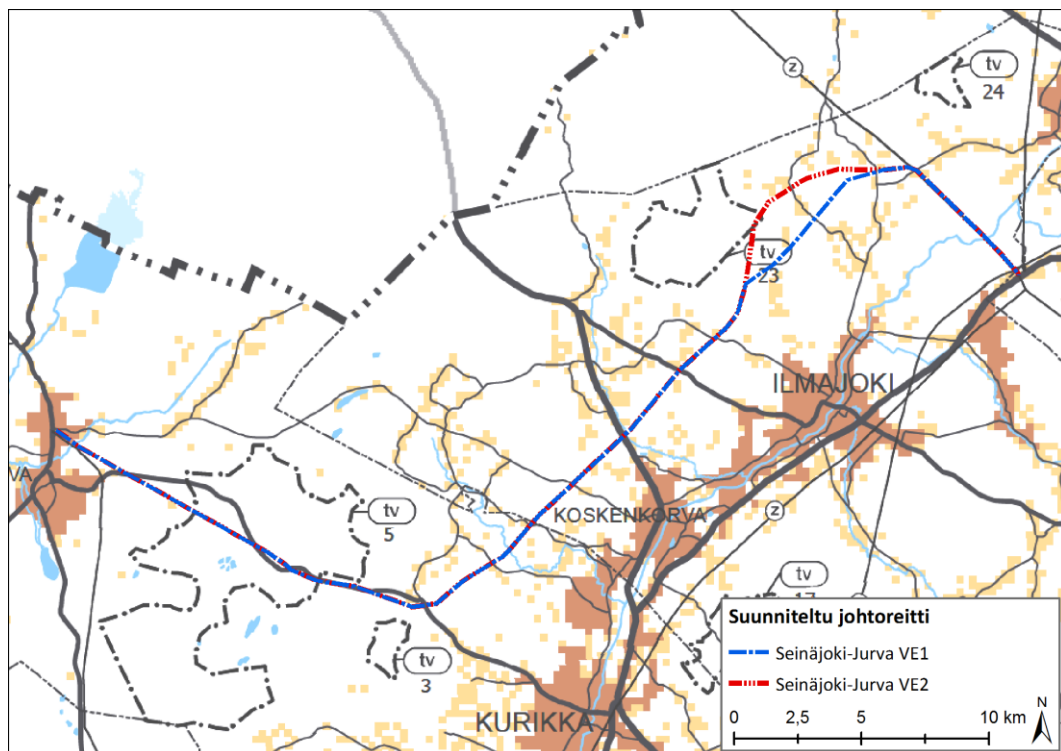 z
tv
24
tv
23
ILMAJOKI
VA
tv
5
KOSKENKORVA
z
tv
17
tv
3
KURIKKA
Suunniteltu johtoreitti
Seinäjoki-Jurva VE1
Seinäjoki-Jurva VE2
N
0 2,5 5 10 km